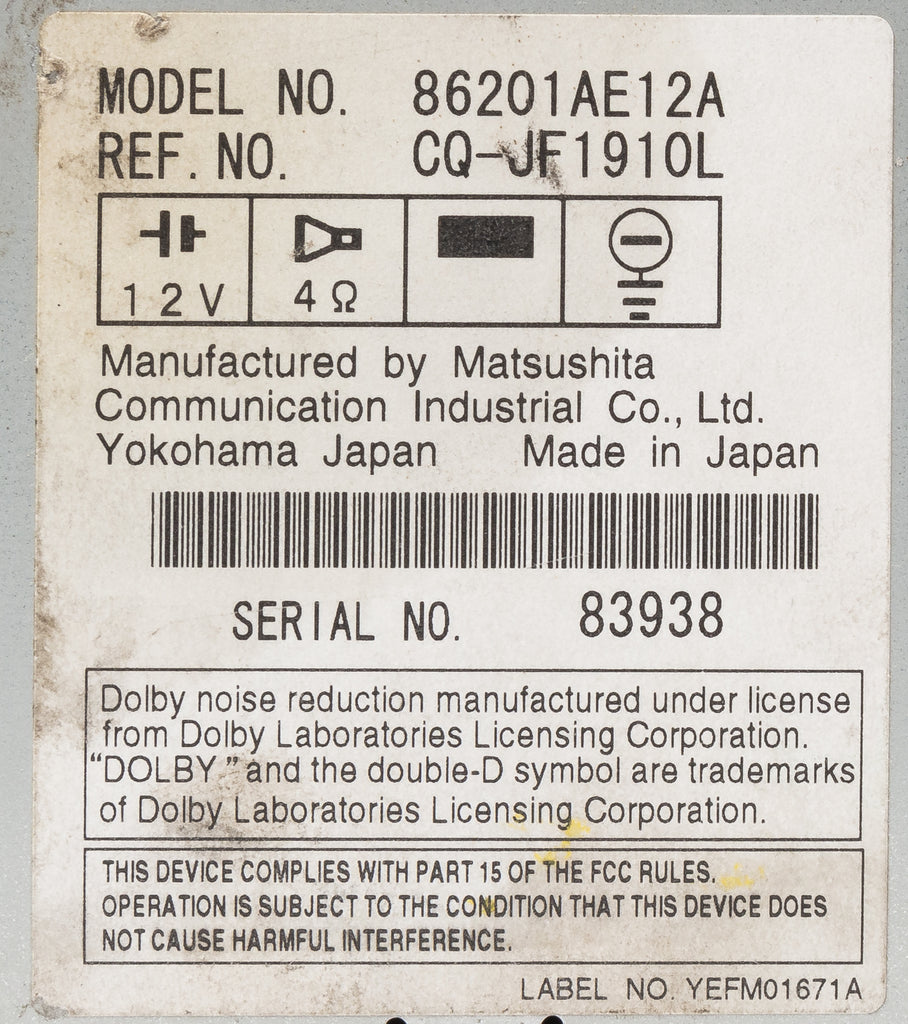 MODEL NO. 86201AE12A
REF. NO. CQ-JF1910L
12V 4Ω
Manufactured by Matsushita
Communication Industrial Co., Ltd.
Yokohama Japan Made in Japan
SERIAL NO. 83938
Dolby noise reduction manufactured under license
from Dolby Laboratories Licensing Corporation.
“DOLBY ” and the double-D symbol are trademarks
of Dolby Laboratories Licensing Corporation.
THIS DEVICE COMPLIES WITH PART 15 OF THE FCC RULES.
OPERATION IS SUBJECT TO THE CONDITION THAT THIS DEVICE DOES
NOT CAUSE HARMFUL INTERFERENCE.
LABEL NO. YEFM01671A